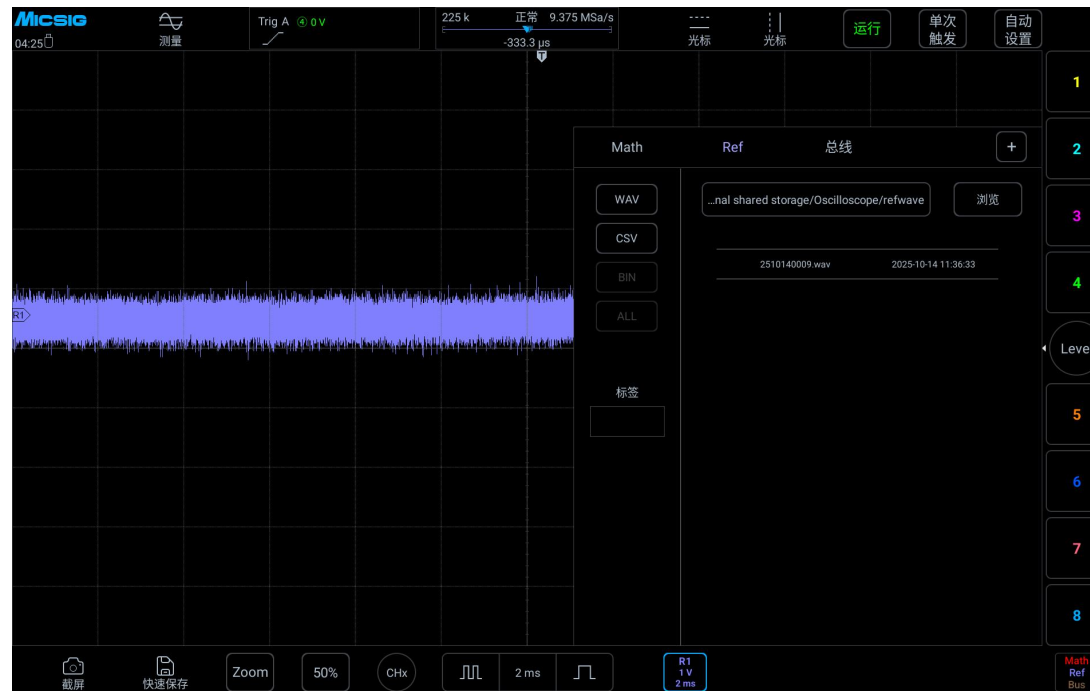 Micsig
04:25
测量
Trig A ④ 0 V
225 k 正常 9.375 MSa/s
-333.3 µs
光标
光标
运行
单次
触发
自动
设置
T
1
Math Ref 总线 +
2
WAV
...nal shared storage/Oscilloscope/refwave
浏览
3
CSV
2510140009.wav 2025-10-14 11:36:33
BIN
4
R1
ALL
Leve
标签
5
6
7
8
截屏
快速保存
Zoom
50%
CHx
2 ms
R1
1 V
2 ms
Math
Ref
Bus